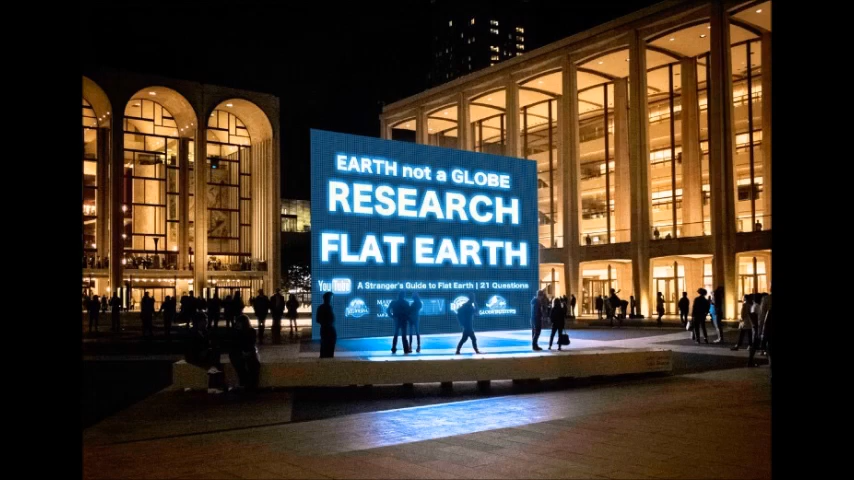 EARTH not a GLOBE
RESEARCH
FLAT EARTH
YouTube A Stranger's Guide to Flat Earth | 21 Questions